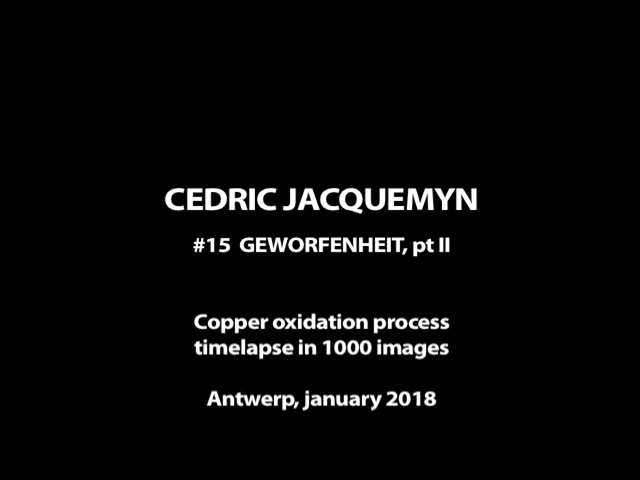 CEDRIC JACQUEMYN
#15 GEWORFENHEIT, pt II
Copper oxidation process
timelapse in 1000 images
Antwerp, january 2018